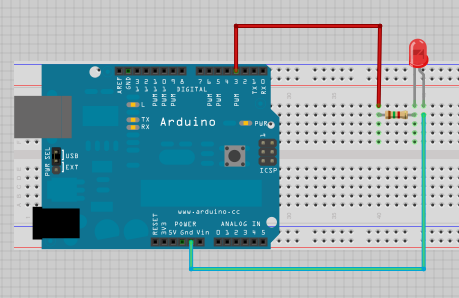 AREF
GND
13
12
11
10
9
8
7
6
5
4
3
2
1
0
PWM
PWM
PWM
PWM
PWM
PWM
TX
RX
DIGITAL
L
TX
RX
Arduino
PWR
1
ICSP
PWR SEL
USB
EXT
www.arduino-cc
POWER
ANALOG IN
RESET
3V3
5V Gnd Vin
0 1 2 3 4 5